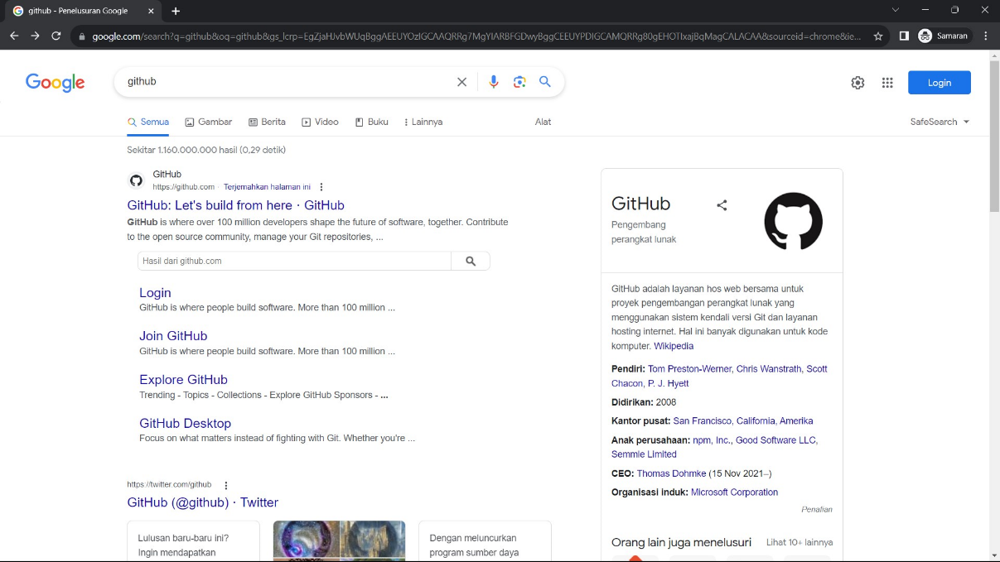 github - Penelusuran Google
google.com/search?q=github&oq=github&gs_lcrp=EgZjaHJvbWUqBggAEEUYOzIGCAAQRRg7MgYIARBFGDwyBggCEEUYPDIGCAMQRRg80gEHOTIxajBqMagCALACAA&sourceid=chrome&ie...
Samaran
Google
github
Login
Semua
Gambar
Berita
Video
Buku
Lainnya
Alat
SafeSearch
Sekitar 1.160.000.000 hasil (0,29 detik)
GitHub
https://github.com · Terjemahkan halaman ini
GitHub: Let's build from here · GitHub
GitHub is where over 100 million developers shape the future of software, together. Contribute
to the open source community, manage your Git repositories, ...
Hasil dari github.com
Login
GitHub is where people build software. More than 100 million ...
Join GitHub
GitHub is where people build software. More than 100 million ...
Explore GitHub
Trending - Topics - Collections - Explore GitHub Sponsors - ...
GitHub Desktop
Focus on what matters instead of fighting with Git. Whether you're ...
https://twitter.com/github
GitHub (@github) · Twitter
Lulusan baru-baru ini?
Ingin mendapatkan
Dengan meluncurkan
program sumber daya
GitHub
Pengembang
perangkat lunak
GitHub adalah layanan hos web bersama untuk
proyek pengembangan perangkat lunak yang
menggunakan sistem kendali versi Git dan layanan
hosting internet. Hal ini banyak digunakan untuk kode
komputer. Wikipedia
Pendiri: Tom Preston-Werner, Chris Wanstrath, Scott
Chacon, P. J. Hyett
Didirikan: 2008
Kantor pusat: San Francisco, California, Amerika
Anak perusahaan: npm, Inc., Good Software LLC,
Semmle Limited
CEO: Thomas Dohmke (15 Nov 2021–)
Organisasi induk: Microsoft Corporation
Penafian
Orang lain juga menelusuri
Lihat 10+ lainnya